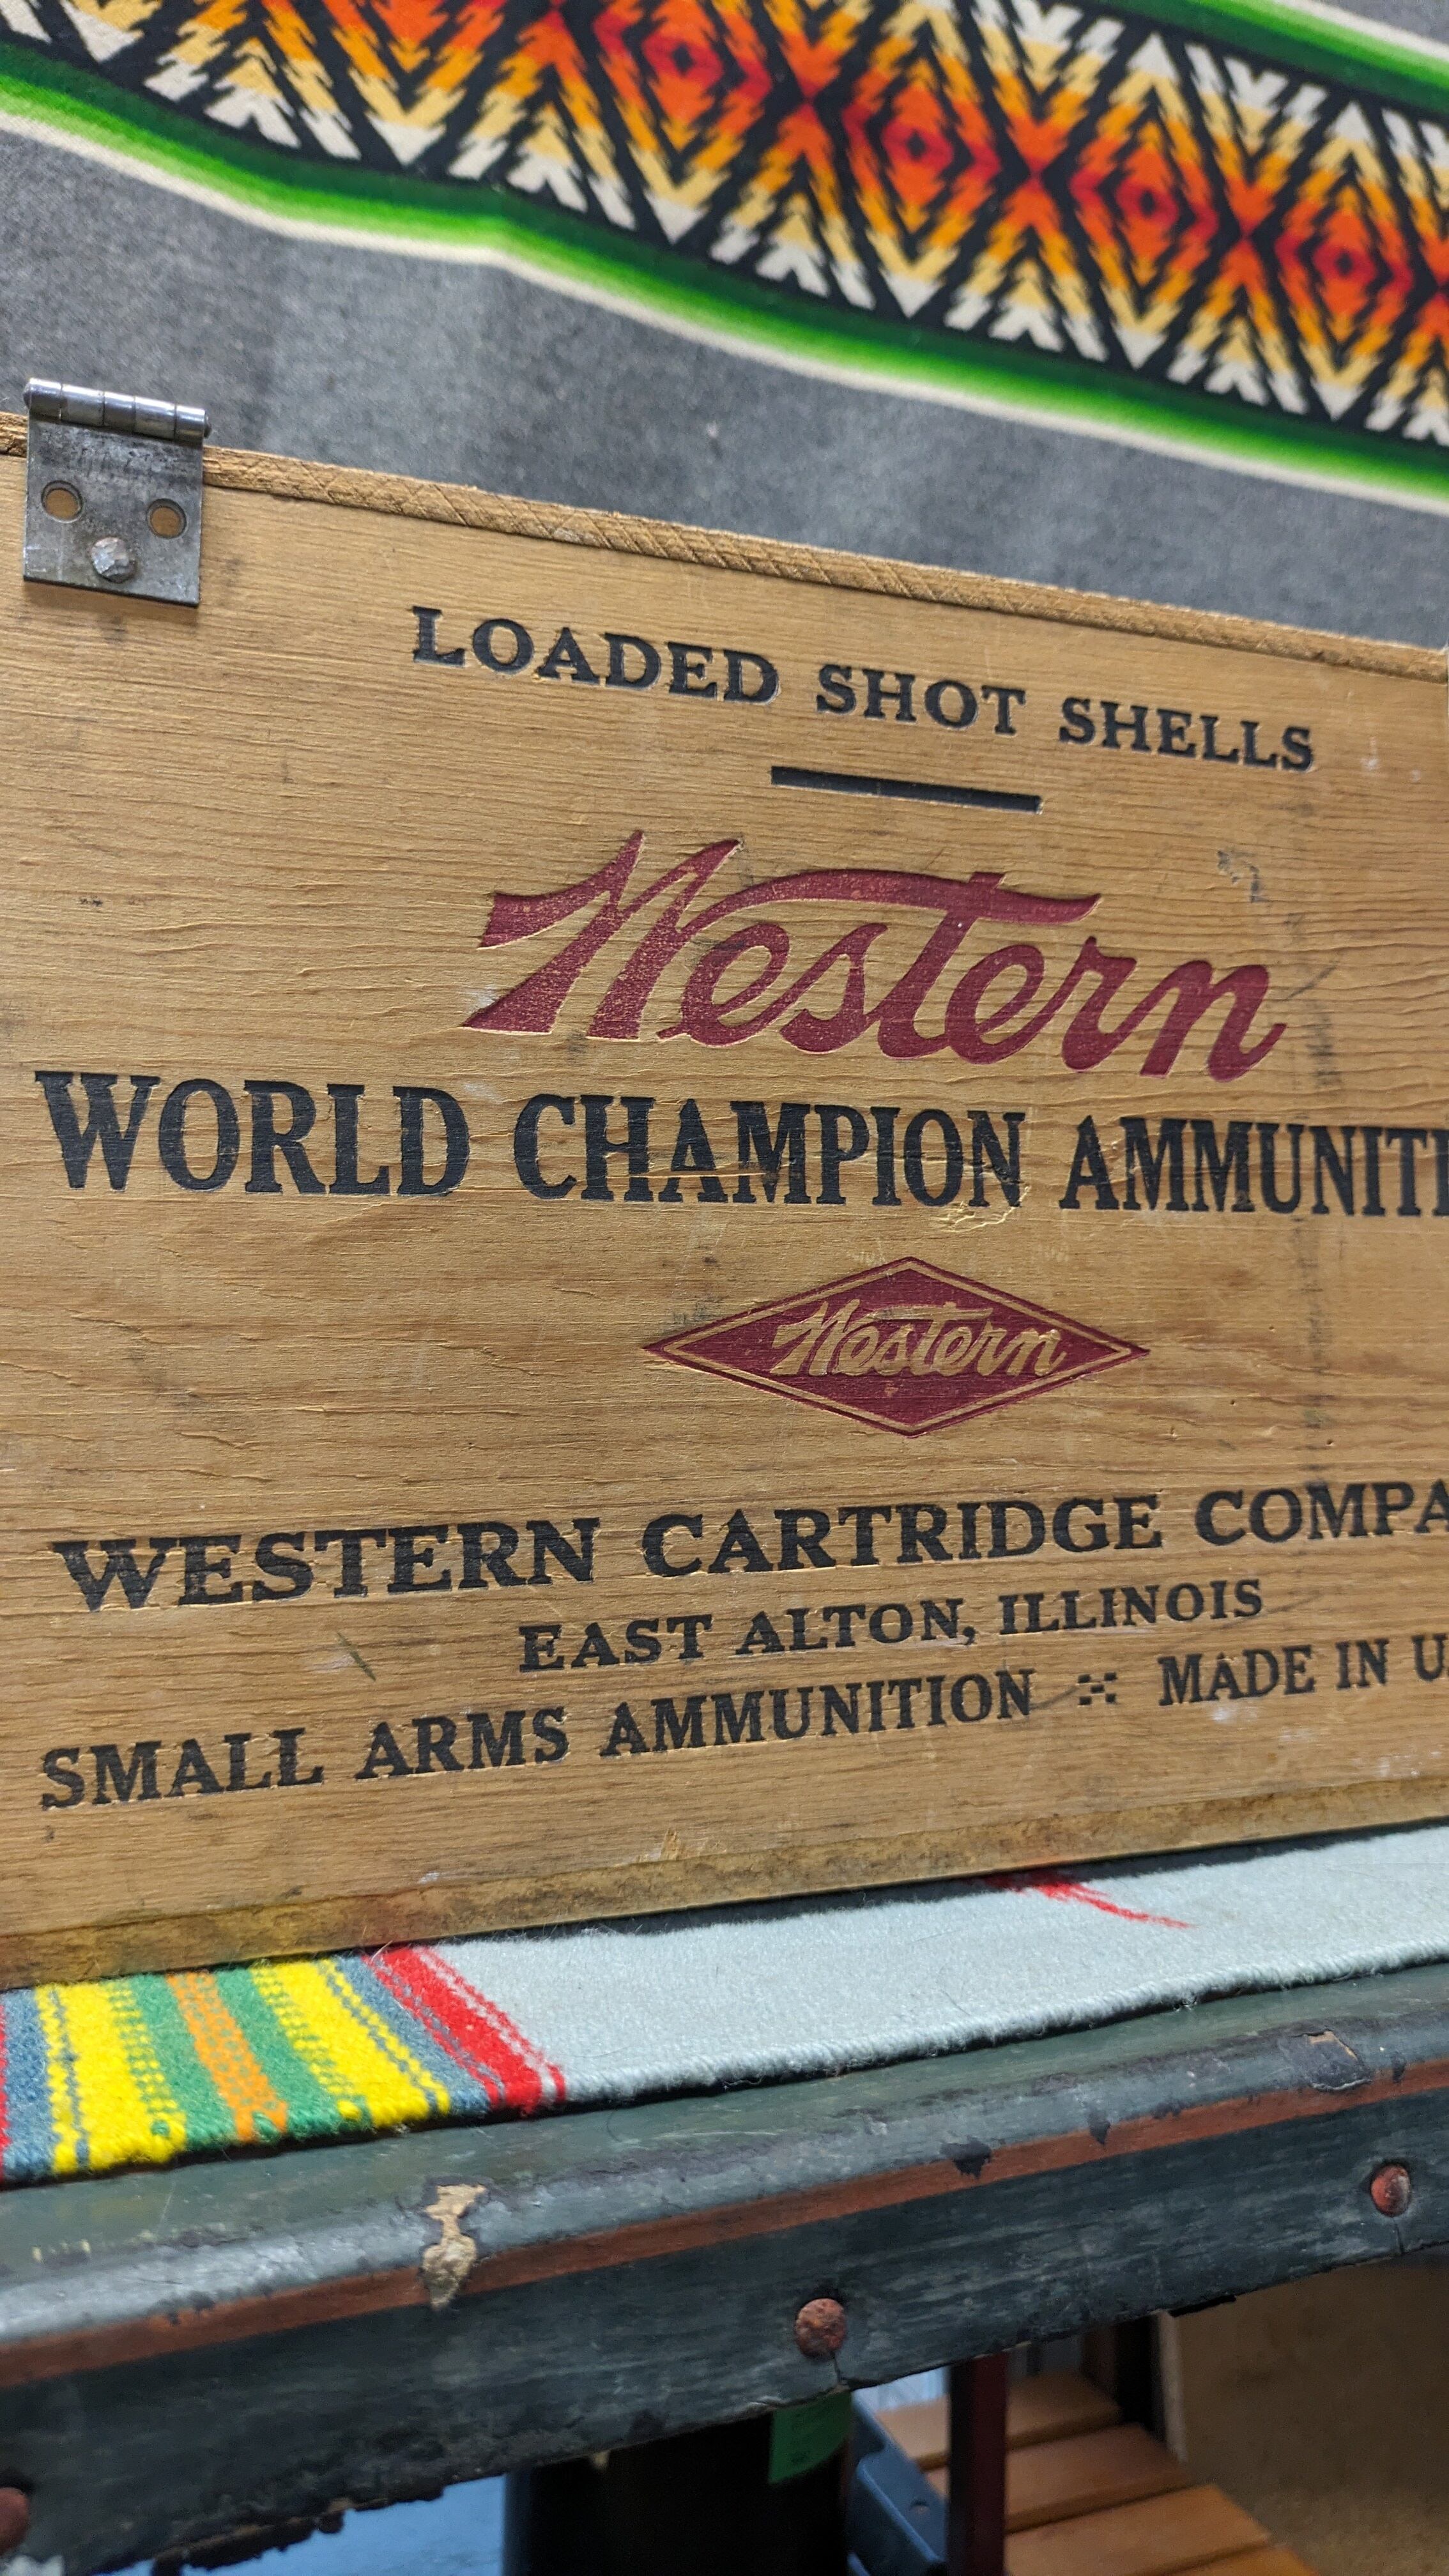 LOADED SHOT SHELLS
Western
WORLD CHAMPION AMMUNITI
Western
WESTERN CARTRIDGE COMPA
EAST ALTON, ILLINOIS
SMALL ARMS AMMUNITION ⁙ MADE IN U.